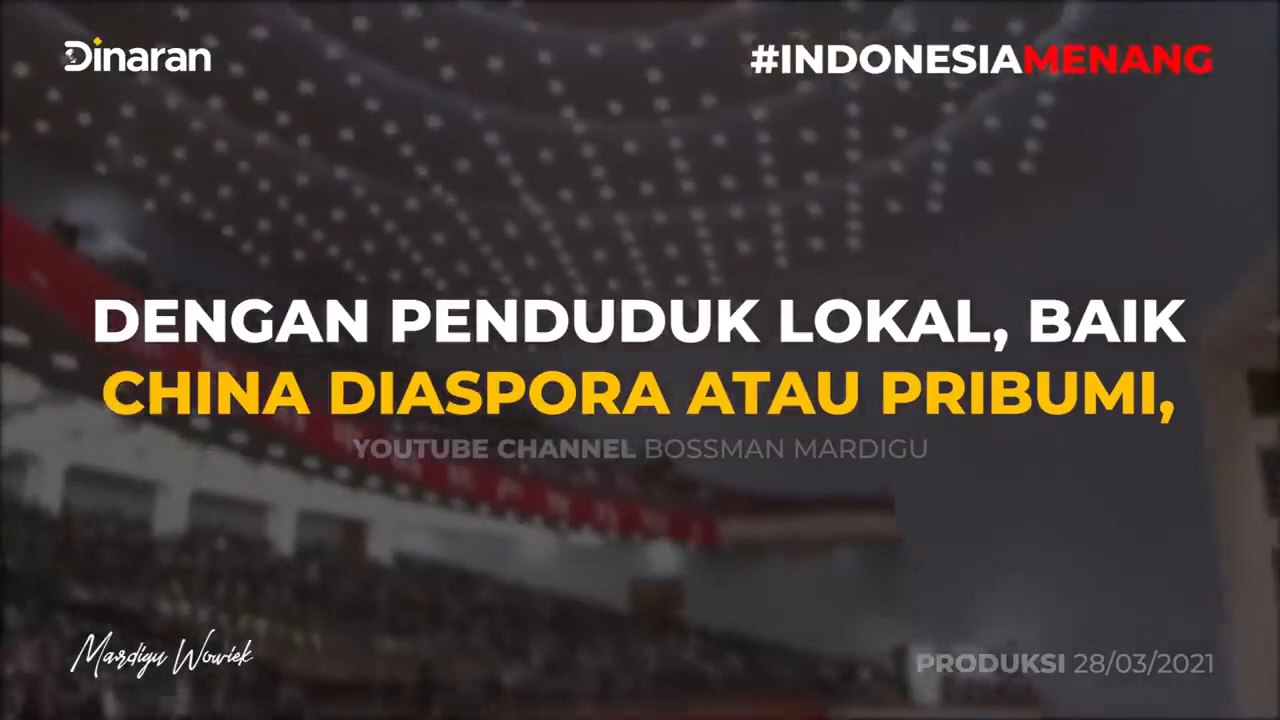 Dinaran
#INDONESIAMENANG
DENGAN PENDUDUK LOKAL, BAIK
CHINA DIASPORA ATAU PRIBUMI,
YOUTUBE CHANNEL BOSSMAN MARDIGU
Mardigu Wowiek
PRODUKSI 28/03/2021